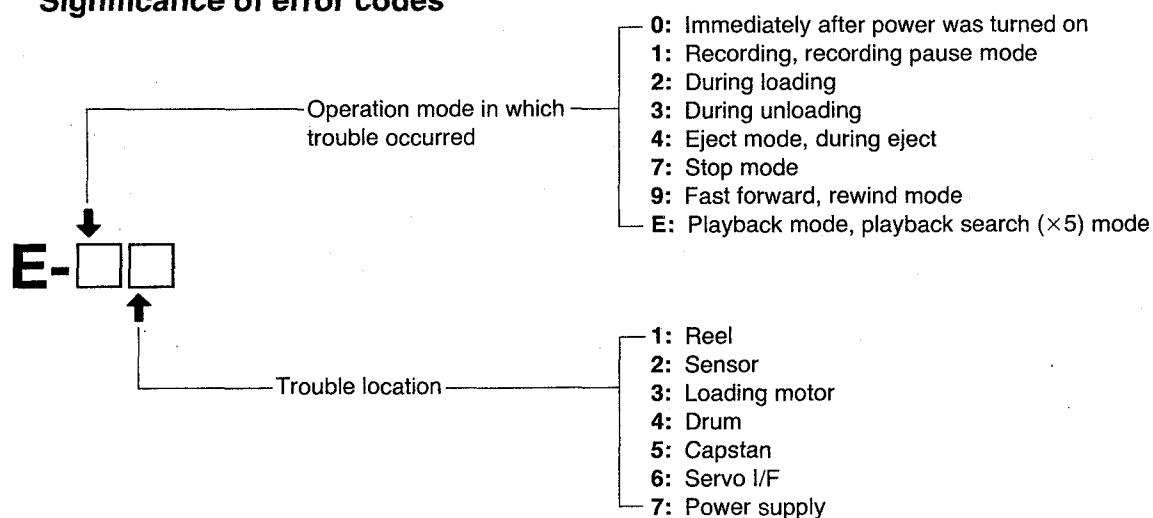 Significance of error codes
0: Immediately after power was turned on
1: Recording, recording pause mode
2: During loading
3: During unloading
4: Eject mode, during eject
7: Stop mode
9: Fast forward, rewind mode
E: Playback mode, playback search (×5) mode
Operation mode in which
trouble occurred
E-□□
Trouble location
1: Reel
2: Sensor
3: Loading motor
4: Drum
5: Capstan
6: Servo I/F
7: Power supply